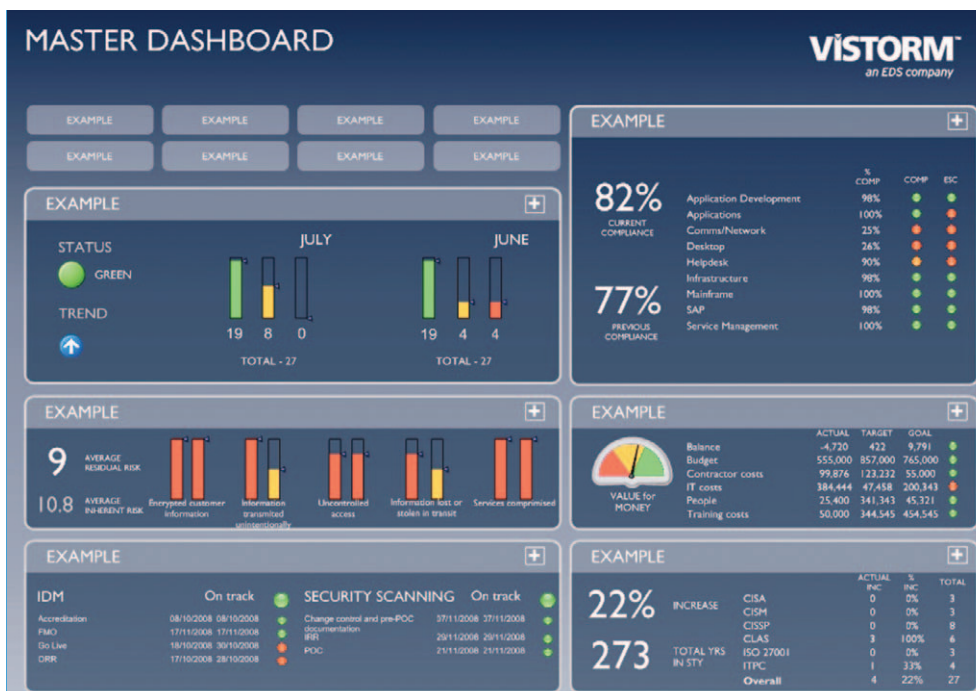 MASTER DASHBOARD
VISTORM™
an EDS company
EXAMPLE EXAMPLE EXAMPLE EXAMPLE
EXAMPLE EXAMPLE EXAMPLE EXAMPLE
EXAMPLE
STATUS
GREEN
TREND
JULY
19 8 0
TOTAL - 27
JUNE
19 4 4
TOTAL - 27
EXAMPLE
82%
CURRENT
COMPLIANCE
77%
PREVIOUS
COMPLIANCE
% COMP COMP ESC
Application Development 98%
Applications 100%
Comms/Network 25%
Desktop 26%
Helpdesk 90%
Infrastructure 98%
Mainframe 100%
SAP 98%
Service Management 100%
EXAMPLE
9 AVERAGE
RESIDUAL RISK
10.8 AVERAGE
INHERENT RISK
Encrypted customer
information
Information
transmited
unintentionally
Uncontrolled
access
Information lost or
stolen in transit
Services comprimised
EXAMPLE
VALUE for
MONEY
ACTUAL TARGET GOAL
Balance -4,720 422 9,791
Budget 555,000 857,000 765,000
Contractor costs 99,876 123,232 55,000
IT costs 384,444 47,458 200,343
People 25,400 341,343 45,321
Training costs 50,000 344,545 454,545
EXAMPLE
IDM On track
Accreditation 08/10/2008 08/10/2008
FMO 17/11/2008 17/11/2008
Go Live 18/10/2008 30/10/2008
ORR 17/10/2008 28/10/2008
SECURITY SCANNING On track
Change control and pre-POC 37/11/2008 37/11/2008
documentation
IRR 29/11/2008 29/11/2008
POC 21/11/2008 21/11/2008
EXAMPLE
22% INCREASE
273 TOTAL YRS
IN STY
ACTUAL INC % INC TOTAL
CISA 0 0% 3
CISM 0 0% 3
CISSP 0 0% 8
CLAS 3 100% 6
ISO 27001 0 0% 3
ITPC 1 33% 4
Overall 4 22% 27